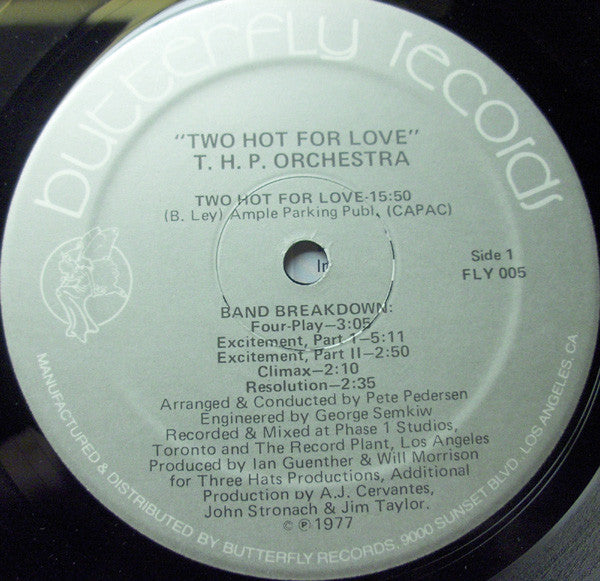 butterfly records
"TWO HOT FOR LOVE"
T. H. P. ORCHESTRA
TWO HOT FOR LOVE-15:50
(B. Ley) Ample Parking Publ. (CAPAC)
In
Side 1
FLY 005
BAND BREAKDOWN:
Four-Play—3:05
Excitement, Part 1—5:11
Excitement, Part II—2:50
Climax—2:10
Resolution—2:35
Arranged & Conducted by Pete Pedersen
Engineered by George Semkiw
Recorded & Mixed at Phase 1 Studios,
Toronto and The Record Plant, Los Angeles
Produced by Ian Guenther & Will Morrison
for Three Hats Productions, Additional
Production by A.J. Cervantes,
John Stronach & Jim Taylor.
© ℗ 1977
MANUFACTURED & DISTRIBUTED BY BUTTERFLY RECORDS, 9000 SUNSET BLVD., LOS ANGELES, CA